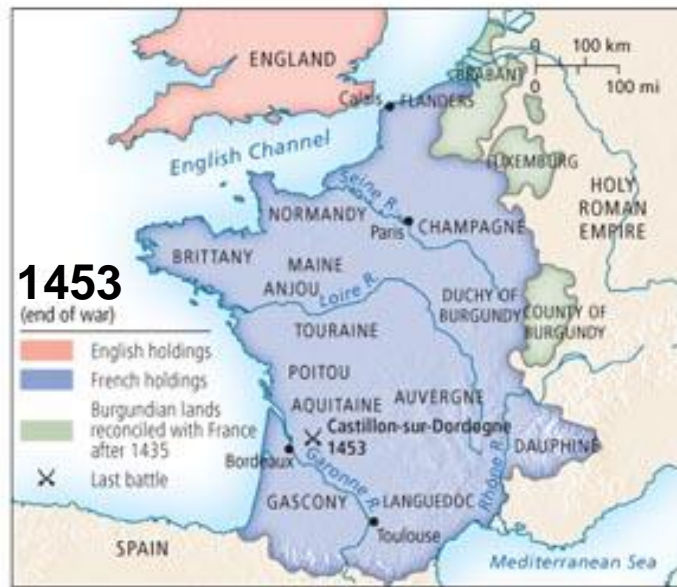 ENGLAND
0 100 km
0 100 mi
BRABANT
Calais
FLANDERS
English Channel
LUXEMBURG
HOLY
ROMAN
EMPIRE
Seine R.
NORMANDY
Paris
CHAMPAGNE
BRITTANY
MAINE
ANJOU
Loire R.
DUCHY OF
BURGUNDY
COUNTY OF
BURGUNDY
1453
(end of war)
English holdings
French holdings
Burgundian lands
reconciled with France
after 1435
Last battle
TOURAINE
POITOU
AUVERGNE
AQUITAINE
Castillon-sur-Dordogne
1453
DAUPHINÉ
Bordeaux
Garonne R.
Rhône R.
GASCONY
LANGUEDOC
Toulouse
SPAIN
Mediterranean Sea